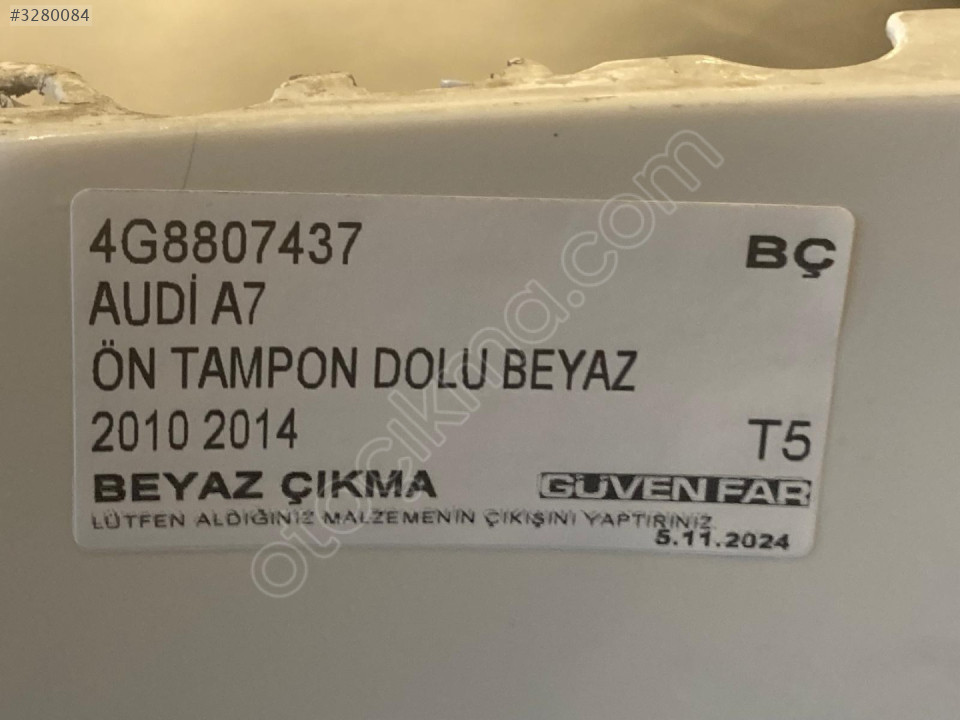 #3280084
4G8807437
BÇ
AUDİ A7
ÖN TAMPON DOLU BEYAZ
2010 2014
T5
BEYAZ ÇIKMA
GÜVEN FAR
LÜTFEN ALDIĞINIZ MALZEMENİN ÇIKIŞINI YAPTIRINIZ
5.11.2024
otocikma.com